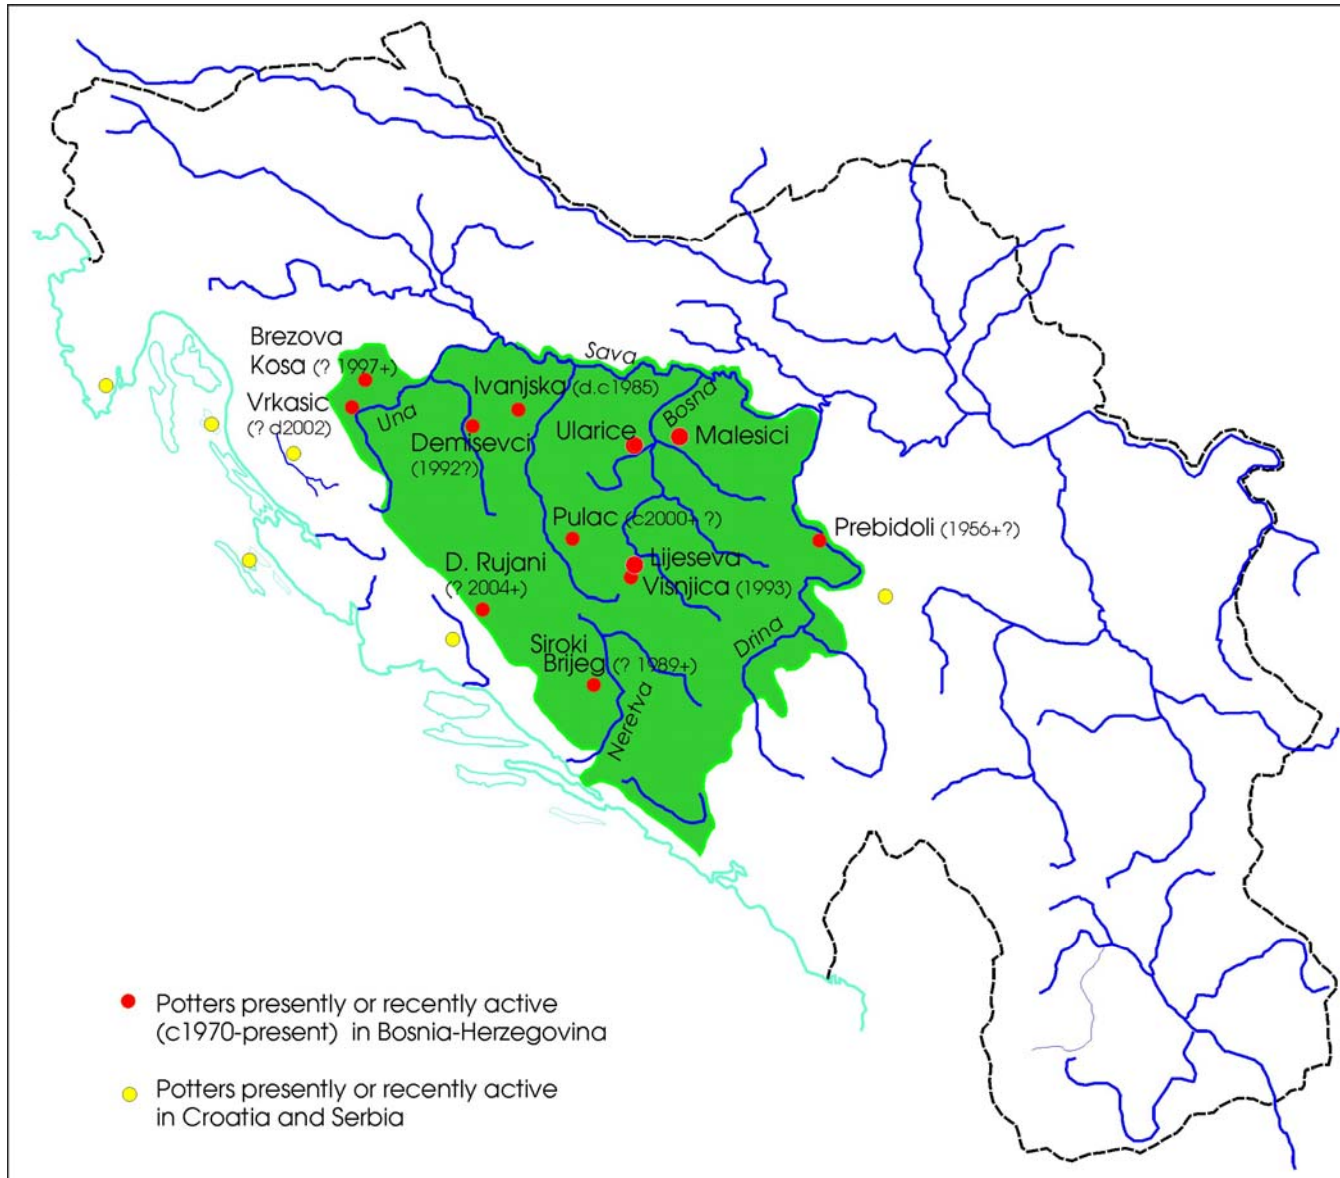 Brezova
Kosa (? 1997+)
Vrkasic
(? d2002)
Una
Sava
Ivanjska (d.c1985)
Bosna
Demisevci
(1992?)
Ularice
Malesici
Pulac (c2000+ ?)
Prebidoli (1956+?)
D. Rujani
(? 2004+)
Lijeseva
Visnjica (1993)
Drina
Siroki
Brijeg (? 1989+)
Neretva
Potters presently or recently active
(c1970-present) in Bosnia-Herzegovina
Potters presently or recently active
in Croatia and Serbia